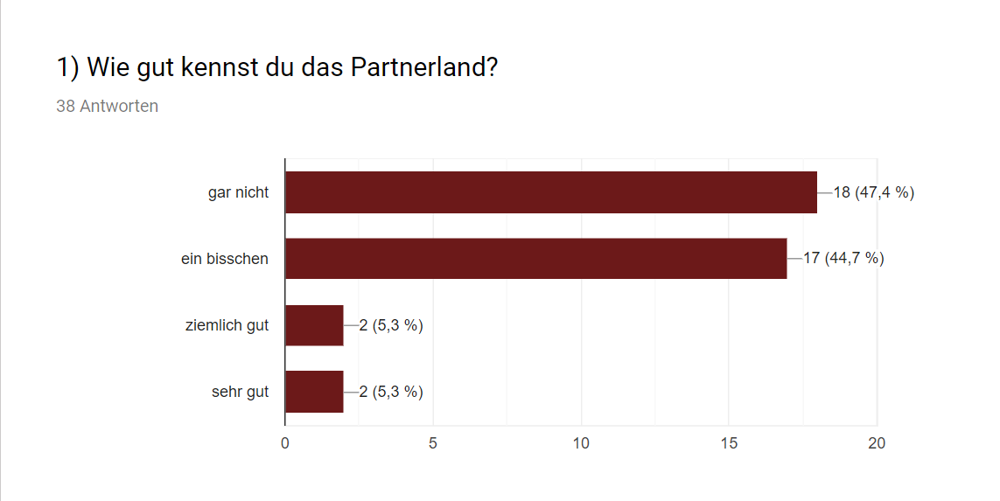 1) Wie gut kennst du das Partnerland?
38 Antworten
gar nicht
18 (47,4 %)
ein bisschen
17 (44,7 %)
ziemlich gut
2 (5,3 %)
sehr gut
2 (5,3 %)
0 5 10 15 20